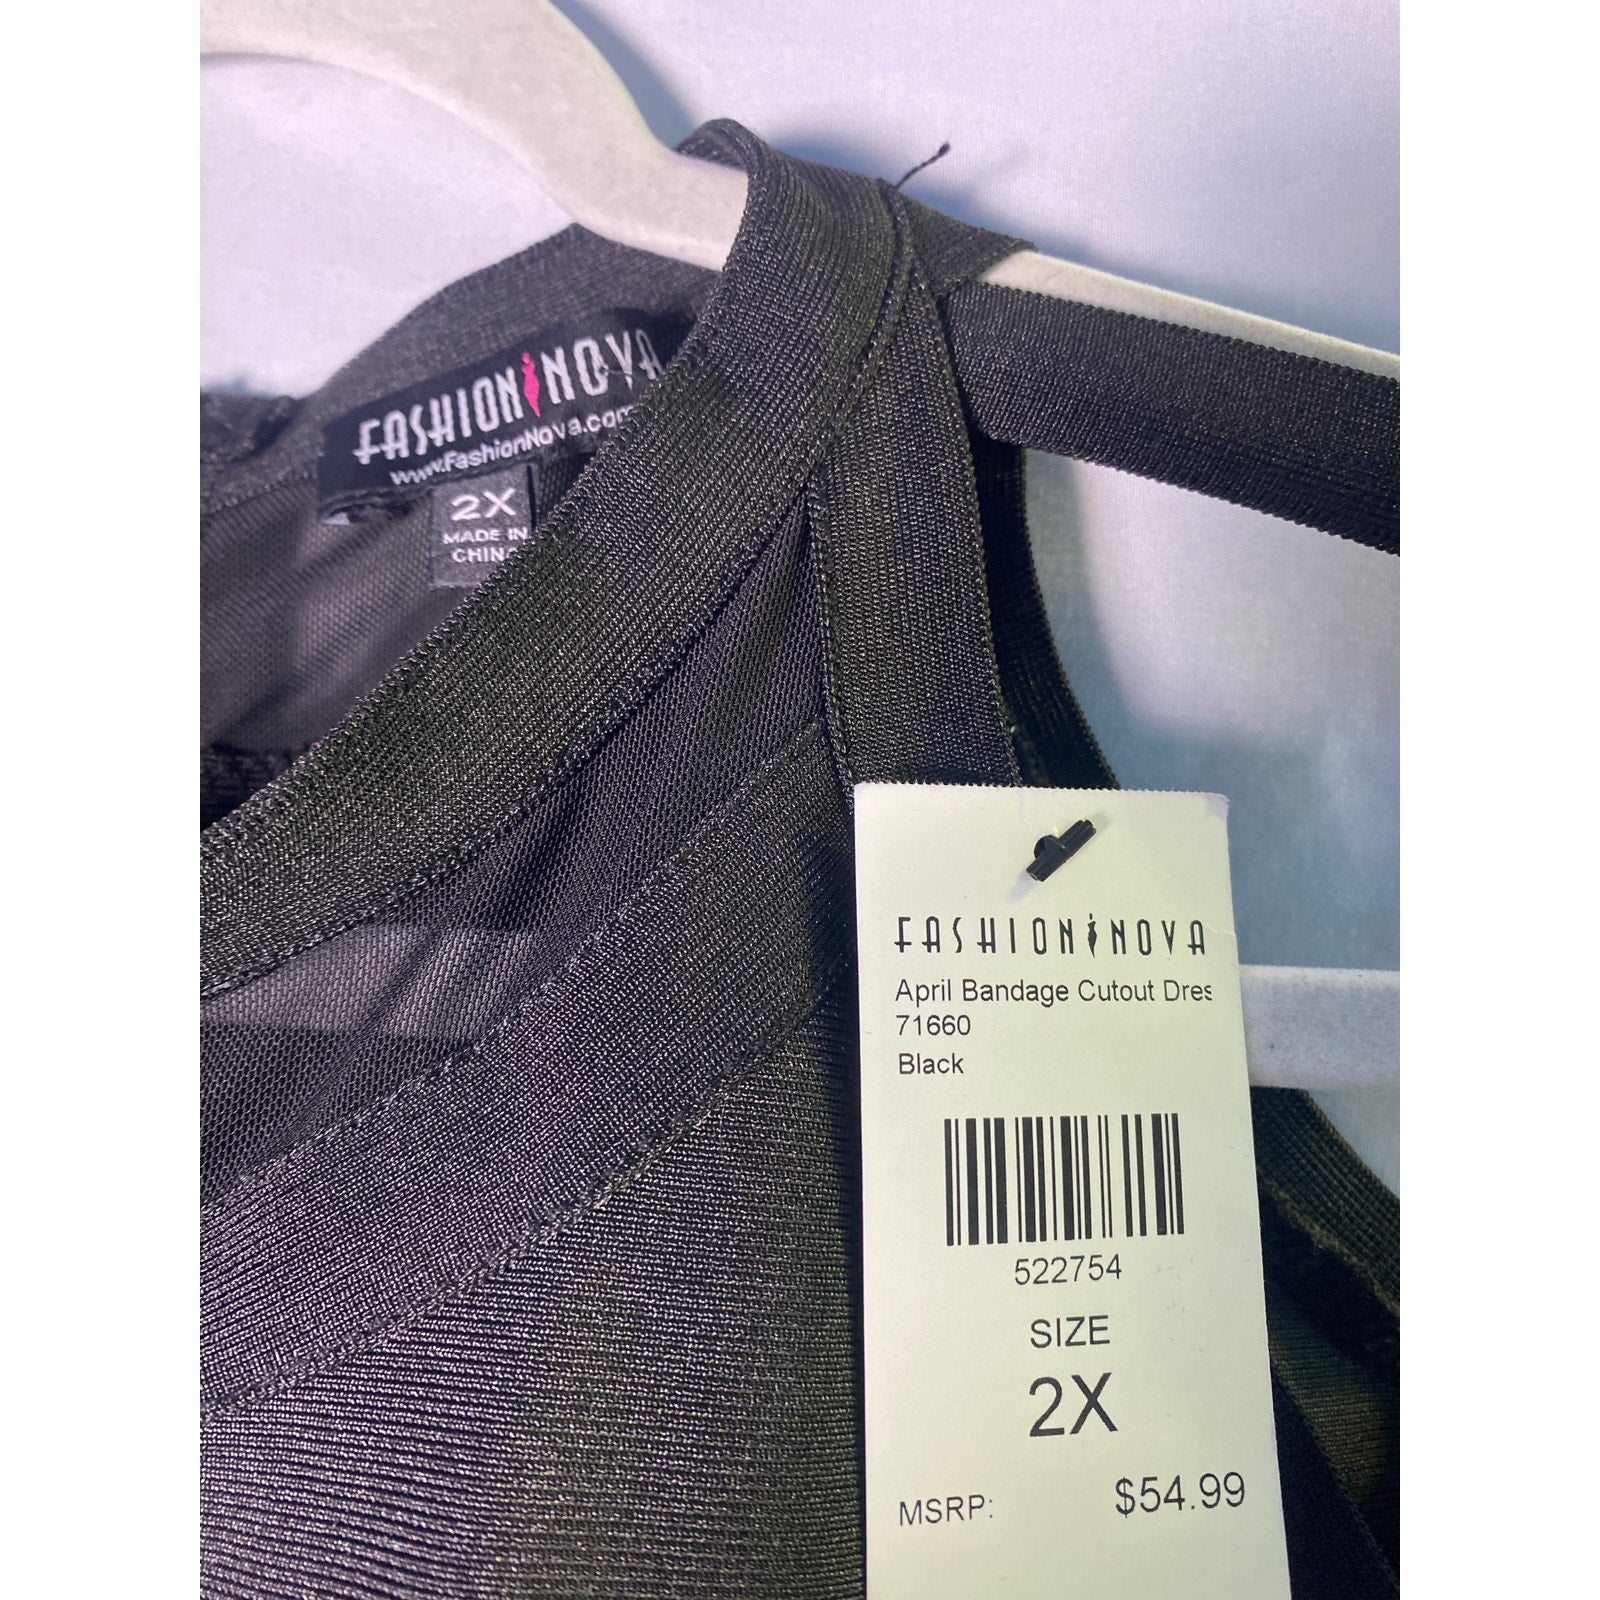 FASHION NOVA
www.FashionNova.com
2X
MADE IN
CHINA
FASHION NOVA
April Bandage Cutout Dres
71660
Black
522754
SIZE
2X
MSRP: $54.99